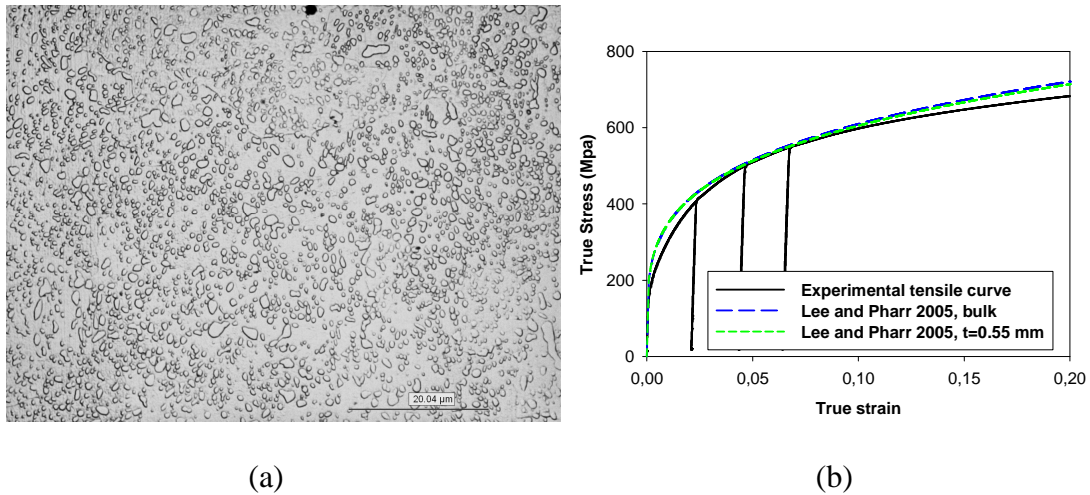 20.04 µm
(a)
True Stress (Mpa)
800
600
400
200
0
Experimental tensile curve
Lee and Pharr 2005, bulk
Lee and Pharr 2005, t=0.55 mm
0,00
0,05
0,10
0,15
0,20
True strain
(b)